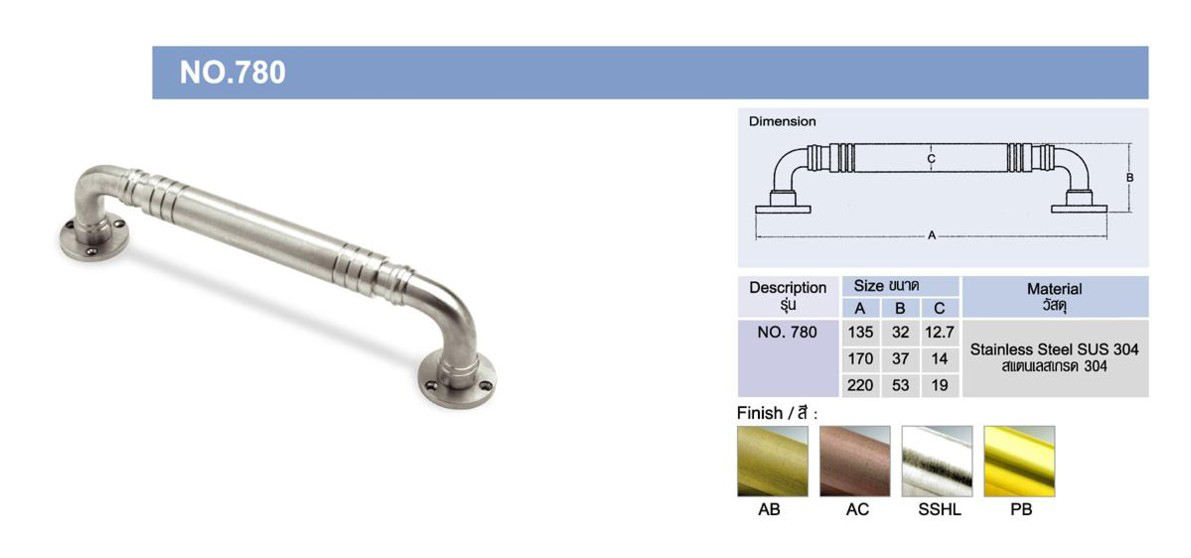 NO.780
Dimension
C
B
A
Description
รุ่น
Size ขนาด
A B C
Material
วัสดุ
NO. 780
135 32 12.7
170 37 14
220 53 19
Stainless Steel SUS 304
สแตนเลสเกรด 304
Finish / สี :
AB AC SSHL PB